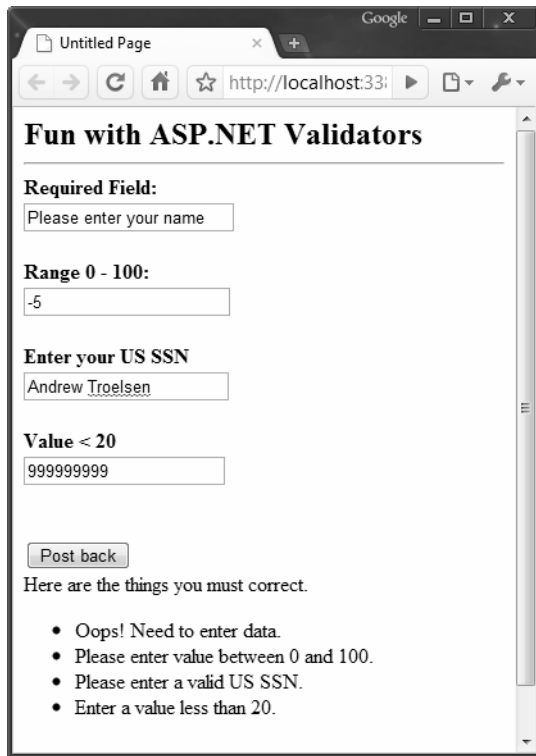 Google
Untitled Page
http://localhost:33
Fun with ASP.NET Validators
Required Field:
Please enter your name
Range 0 - 100:
-5
Enter your US SSN
Andrew Troelsen
Value < 20
999999999
Post back
Here are the things you must correct.
• Oops! Need to enter data.
• Please enter value between 0 and 100.
• Please enter a valid US SSN.
• Enter a value less than 20.